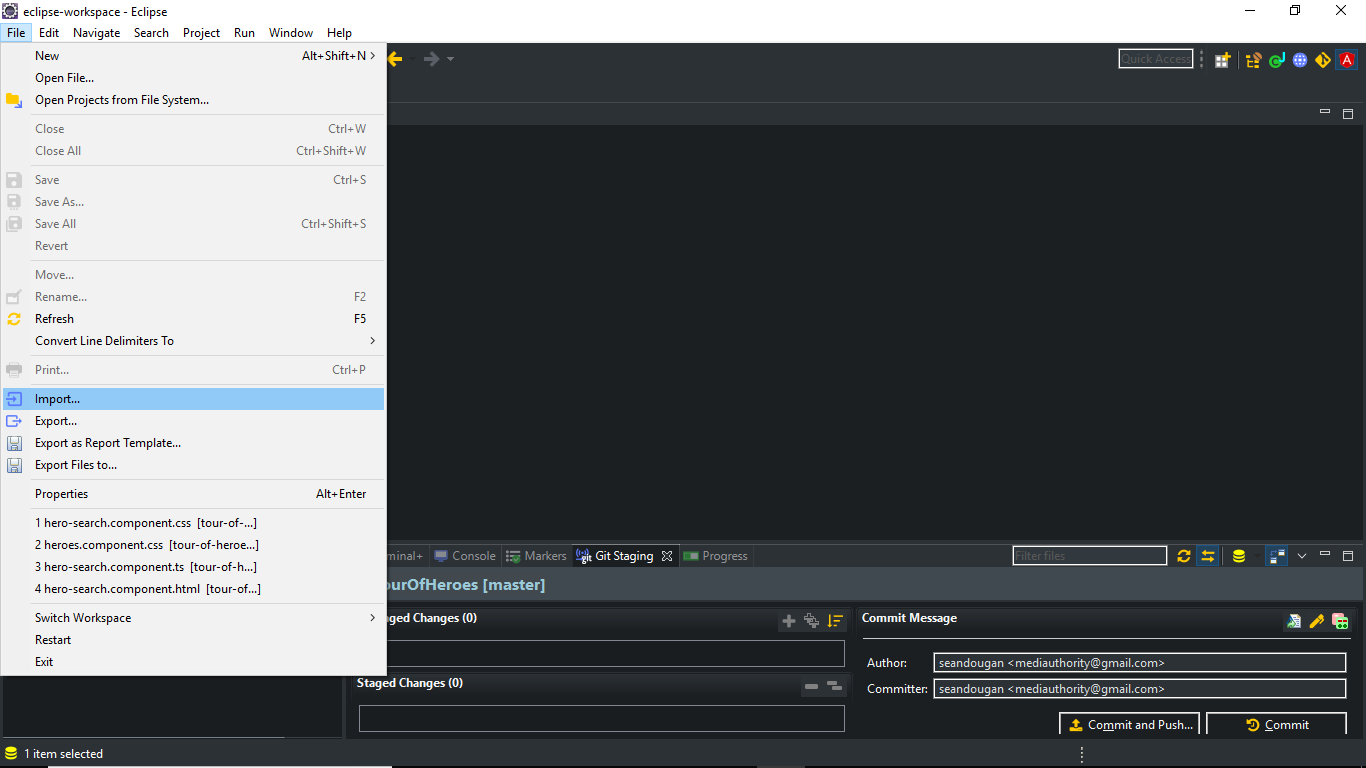 eclipse-workspace - Eclipse
File Edit Navigate Search Project Run Window Help
New Alt+Shift+N
Open File...
Open Projects from File System...
Close Ctrl+W
Close All Ctrl+Shift+W
Save Ctrl+S
Save As...
Save All Ctrl+Shift+S
Revert
Move...
Rename... F2
Refresh F5
Convert Line Delimiters To
Print... Ctrl+P
Import...
Export...
Export as Report Template...
Export Files to...
Properties Alt+Enter
1 hero-search.component.css [tour-of-...]
2 heroes.component.css [tour-of-heroe...]
3 hero-search.component.ts [tour-of-h...]
4 hero-search.component.html [tour-of...]
Switch Workspace
Restart
Exit
Quick Access
minal+ Console Markers Git Staging Progress
Filter files
ourOfHeroes [master]
ged Changes (0)
Staged Changes (0)
Commit Message
Author: seandougan <mediauthority@gmail.com>
Committer: seandougan <mediauthority@gmail.com>
Commit and Push... Commit
1 item selected